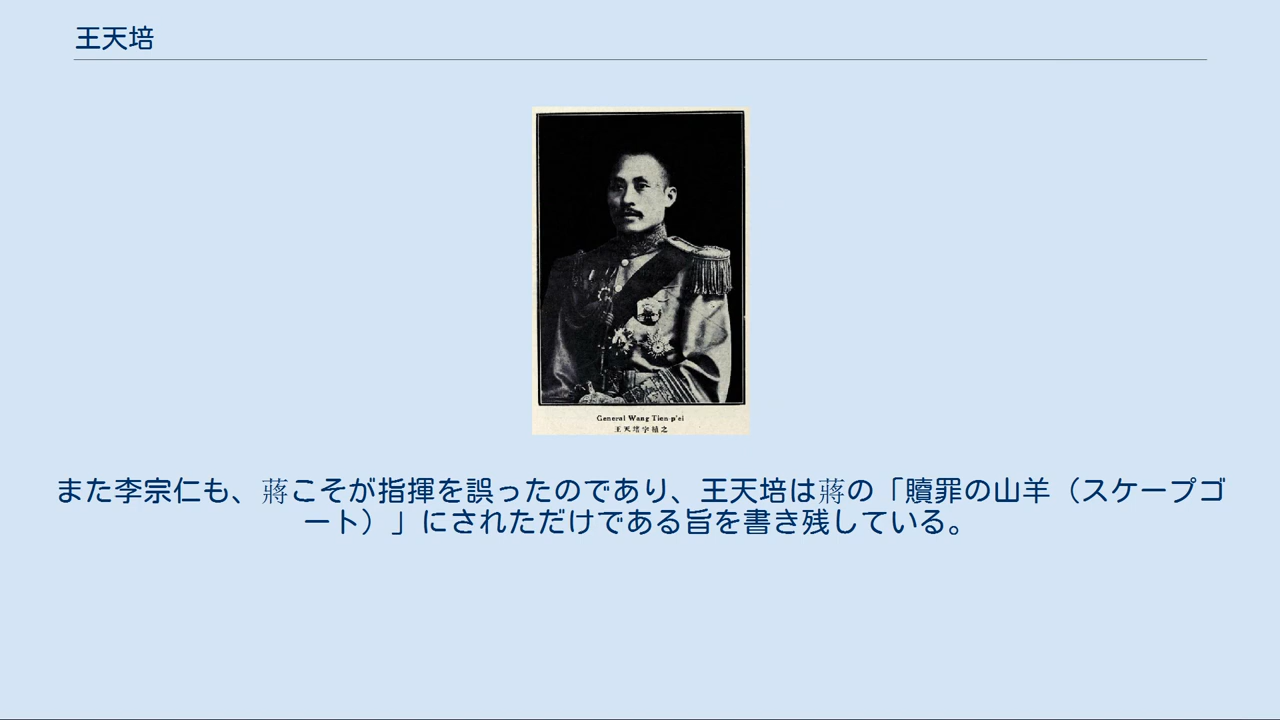 王天培
General Wang Tien-p'ei
王天培字植之
また李宗仁も、蔣こそが指揮を誤ったのであり、王天培は蔣の「贖罪の山羊（スケープゴ
ート）」にされただけである旨を書き残している。